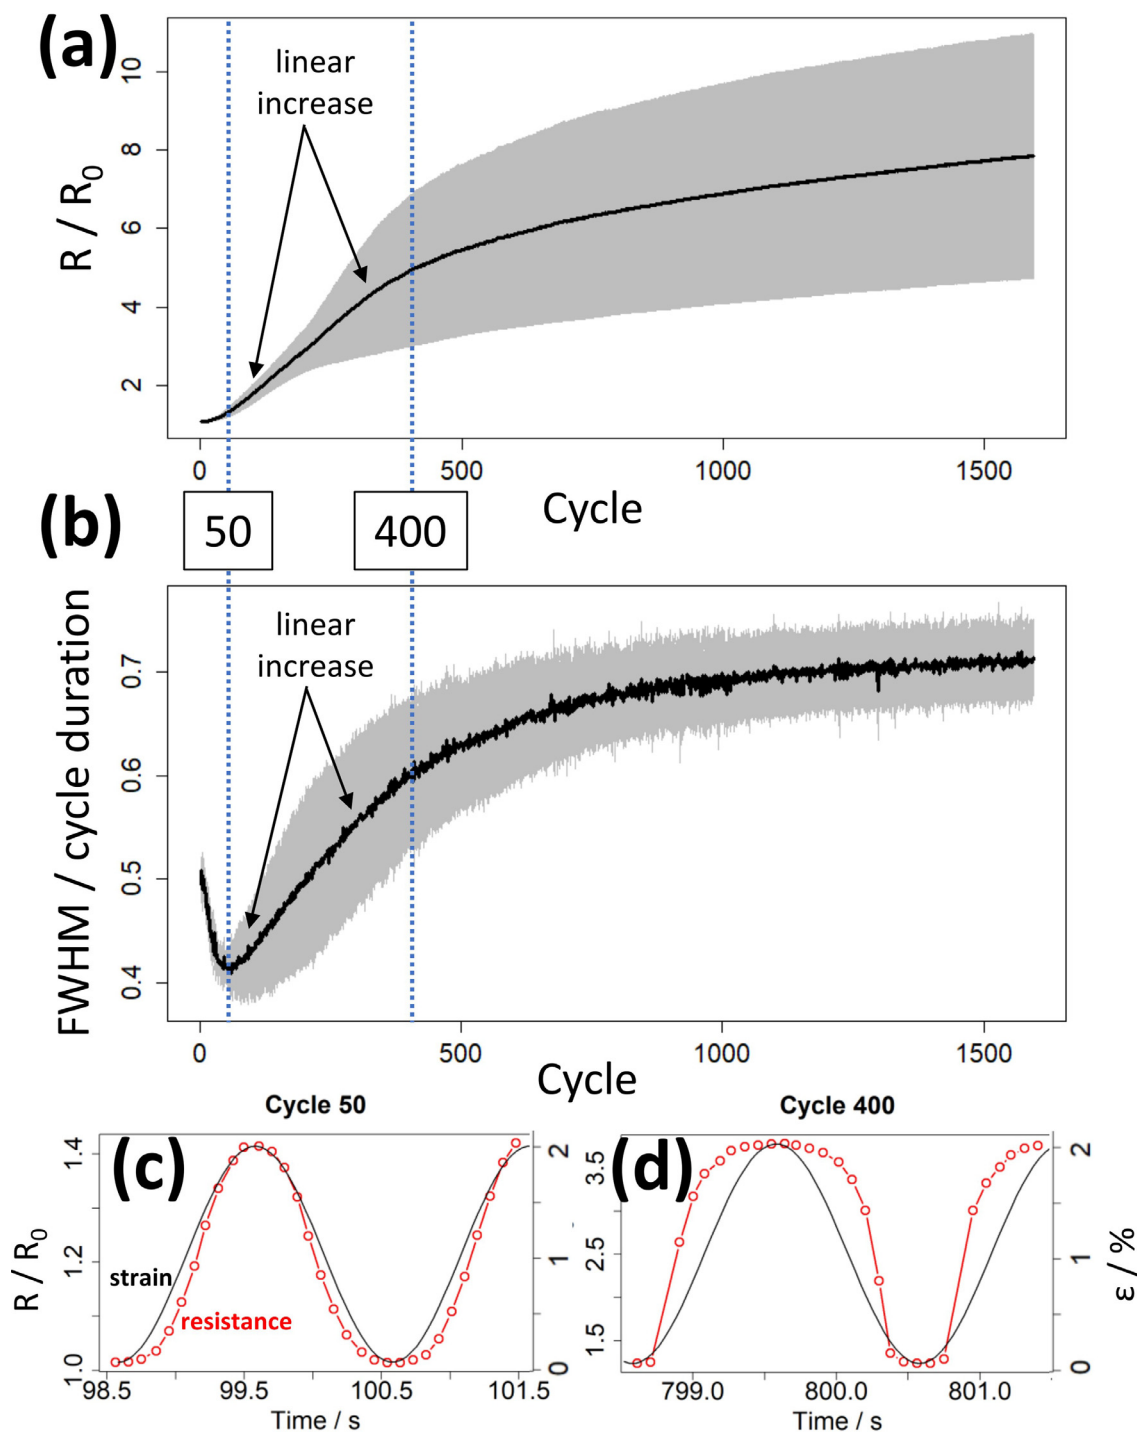 (a)
linear
increase
R / R0
10
8
6
4
2
0 500 1000 1500
Cycle
50 400
(b)
linear
increase
FWHM / cycle duration
0.7
0.6
0.5
0.4
0 500 1000 1500
Cycle
Cycle 50
(c)
R / R0
1.4
1.2
1.0
strain
resistance
2
1
0
98.5 99.5 100.5 101.5
Time / s
Cycle 400
(d)
3.5
2.5
1.5
2
1
0
ε / %
799.0 800.0 801.0
Time / s